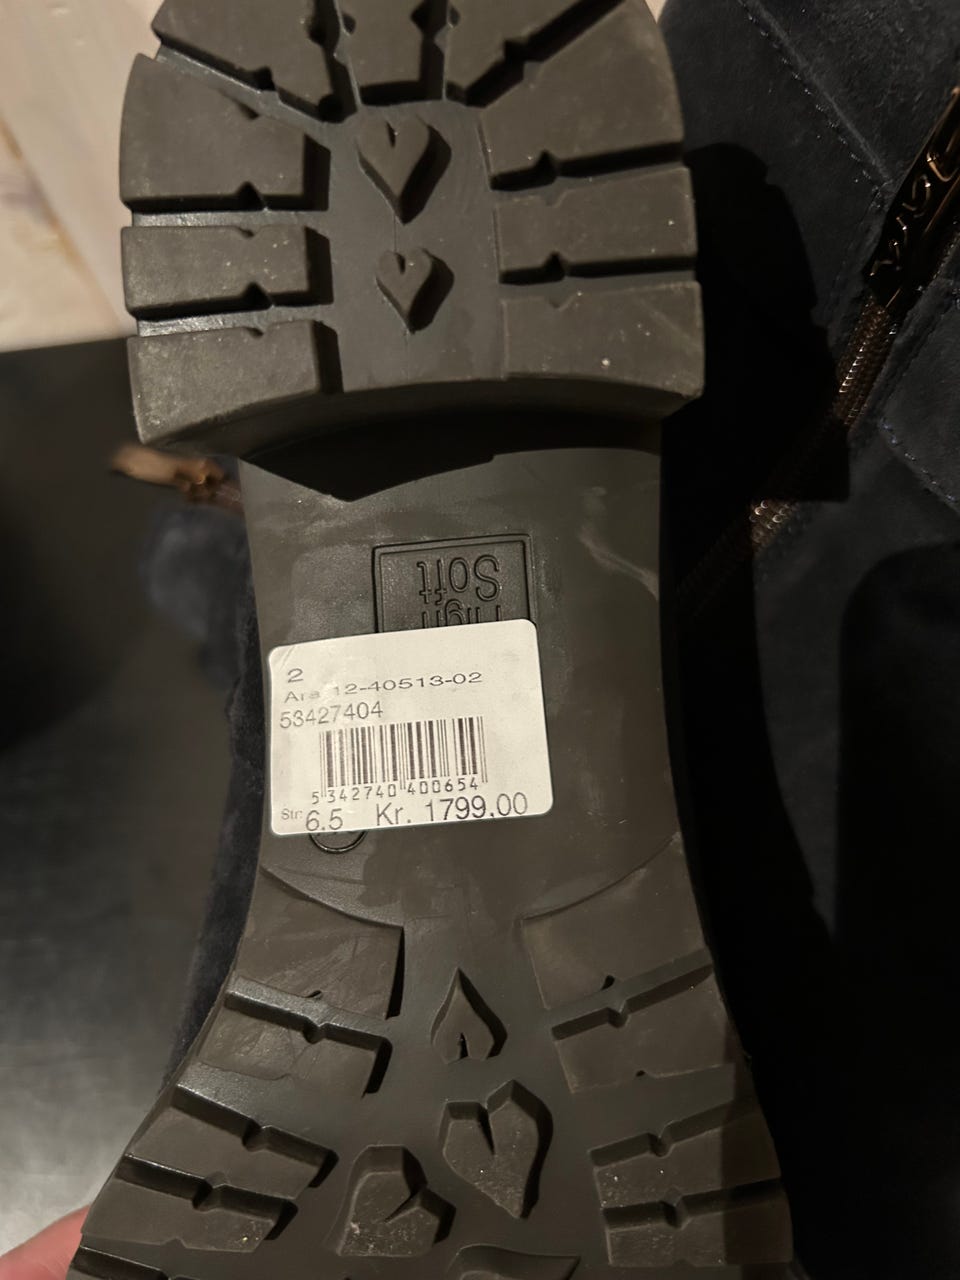 High
Soft
2
Ara 12-40513-02
53427404
5 342740 400654
Str: 6.5 Kr. 1799.00